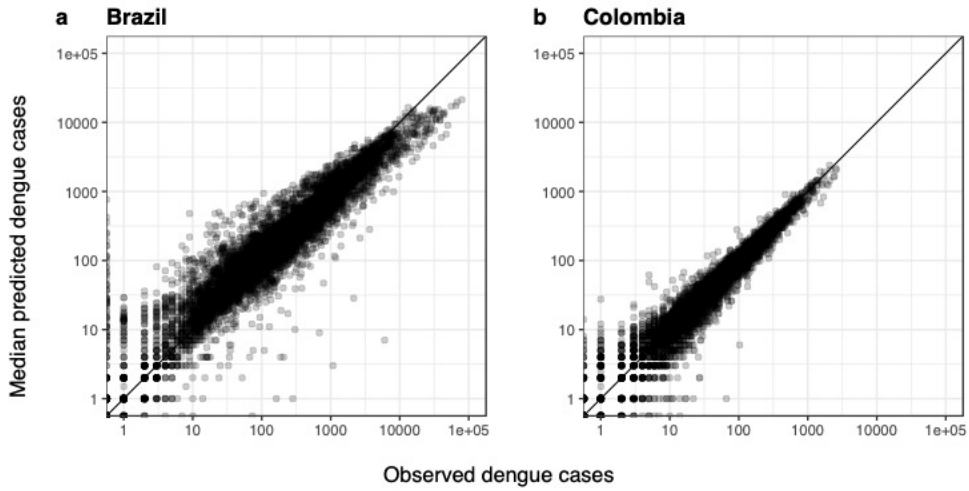 a Brazil
b Colombia
Median predicted dengue cases
1e+05
10000
1000
100
10
1
1e+05
10000
1000
100
10
1
1 10 100 1000 10000 1e+05
1 10 100 1000 10000 1e+05
Observed dengue cases